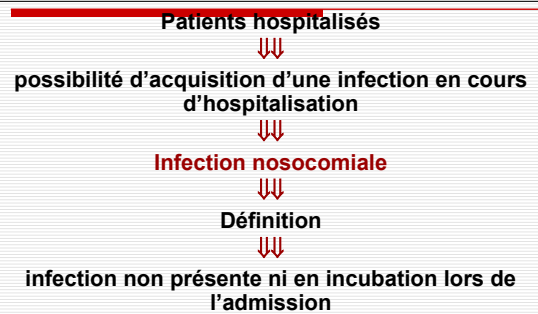 Patients hospitalisés
⇓⇓
possibilité d’acquisition d’une infection en cours
d’hospitalisation
⇓⇓
Infection nosocomiale
⇓⇓
Définition
⇓⇓
infection non présente ni en incubation lors de
l’admission